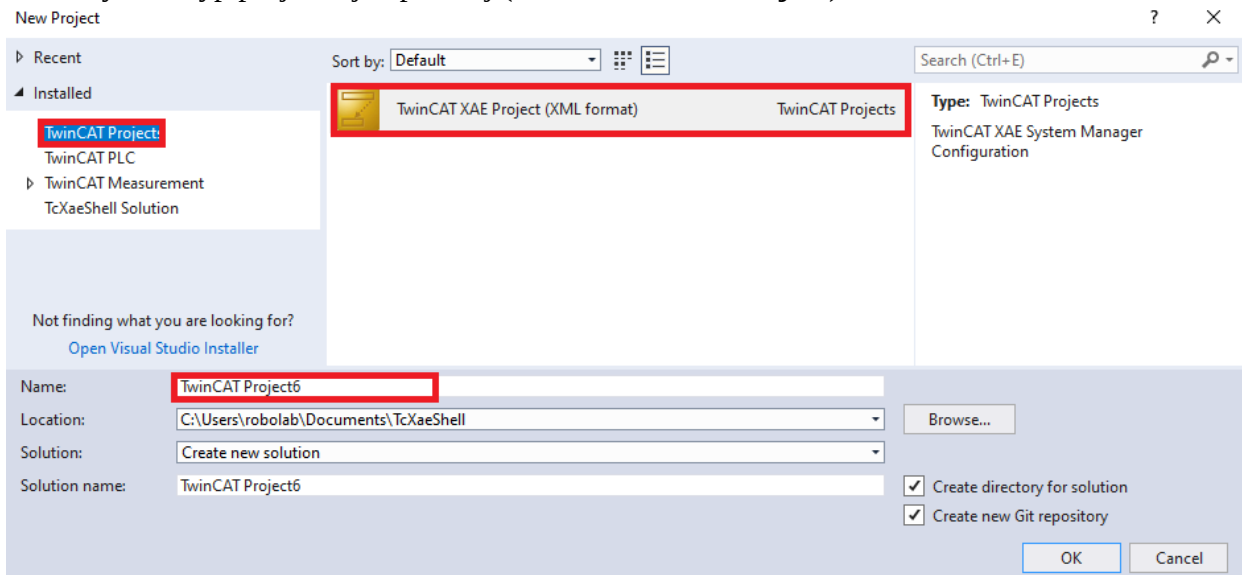 New Project
? ×
Recent
Sort by: Default
Search (Ctrl+E)
Installed
TwinCAT Projects
TwinCAT PLC
TwinCAT Measurement
TcXaeShell Solution
TwinCAT XAE Project (XML format) TwinCAT Projects
Type: TwinCAT Projects
TwinCAT XAE System Manager
Configuration
Not finding what you are looking for?
Open Visual Studio Installer
Name: TwinCAT Project6
Location: C:\Users\robolab\Documents\TcXaeShell
Browse...
Solution: Create new solution
Solution name: TwinCAT Project6
Create directory for solution
Create new Git repository
OK Cancel